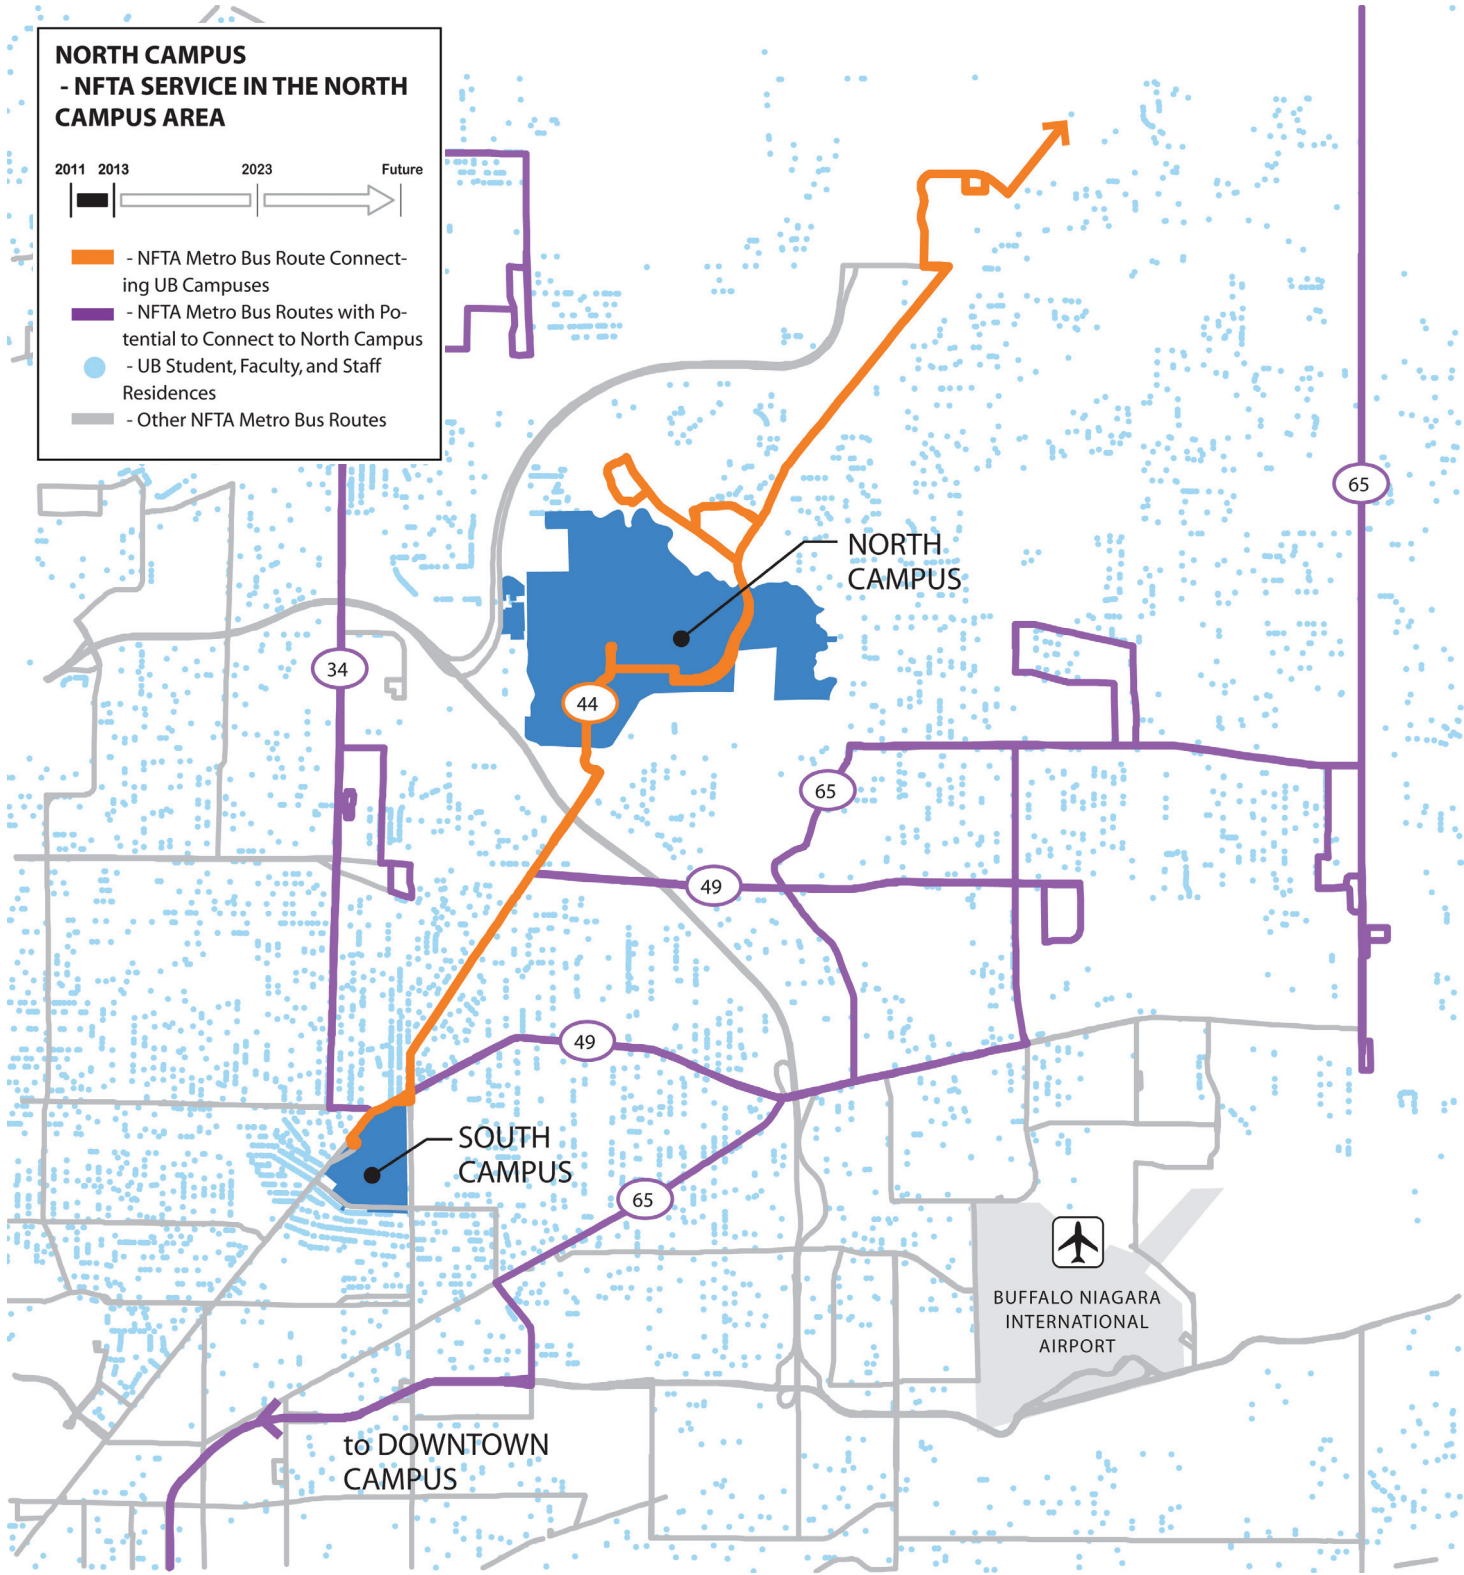 NORTH CAMPUS
- NFTA SERVICE IN THE NORTH
CAMPUS AREA
2011 2013 2023 Future
- NFTA Metro Bus Route Connect-
ing UB Campuses
- NFTA Metro Bus Routes with Po-
tential to Connect to North Campus
- UB Student, Faculty, and Staff
Residences
- Other NFTA Metro Bus Routes
65
NORTH
CAMPUS
34
44
65
49
49
SOUTH
CAMPUS
65
BUFFALO NIAGARA
INTERNATIONAL
AIRPORT
to DOWNTOWN
CAMPUS